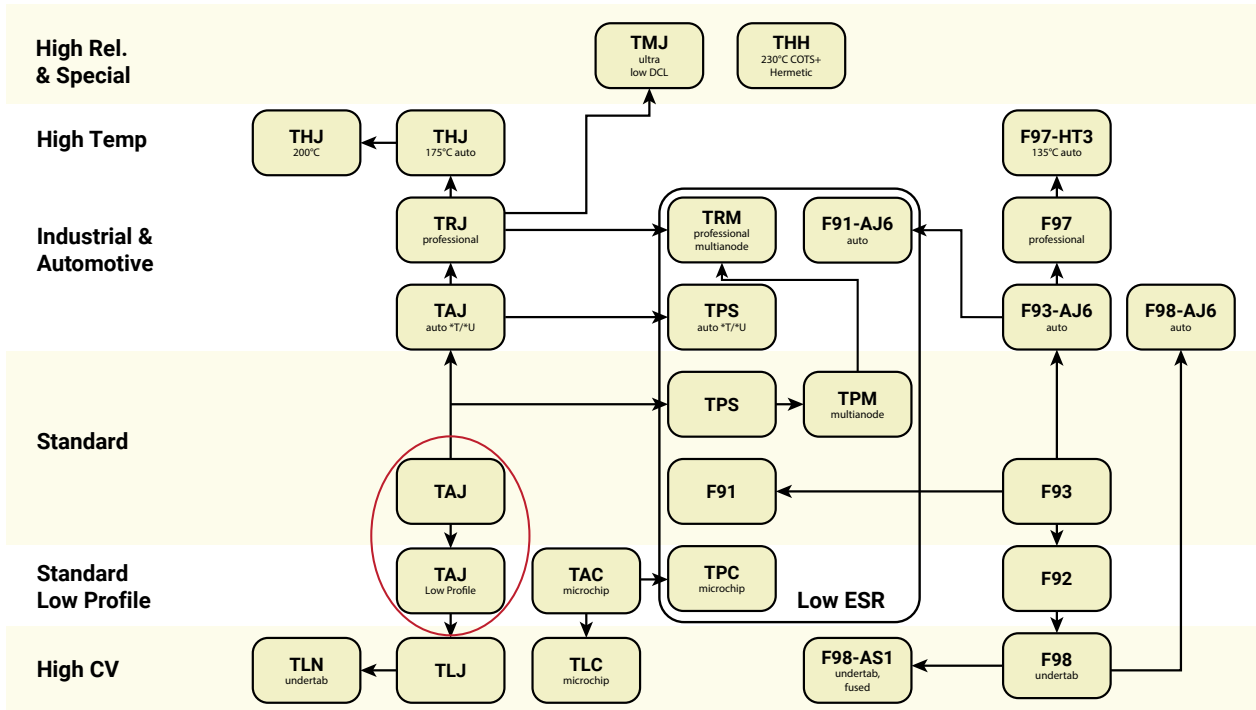 High Rel.
& Special
TMJ
ultra
low DCL
THH
230°C COTS+
Hermetic
High Temp
THJ
200°C
THJ
175°C auto
F97-HT3
135°C auto
Industrial &
Automotive
TRJ
professional
TRM
professional
multianode
F91-AJ6
auto
F97
professional
TAJ
auto *T/*U
TPS
auto *T/*U
F93-AJ6
auto
F98-AJ6
auto
Standard
TPS
TPM
multianode
TAJ
F91
F93
Standard
Low Profile
TAJ
Low Profile
TAC
microchip
TPC
microchip
Low ESR
F92
High CV
TLN
undertab
TLJ
TLC
microchip
F98-AS1
undertab,
fused
F98
undertab